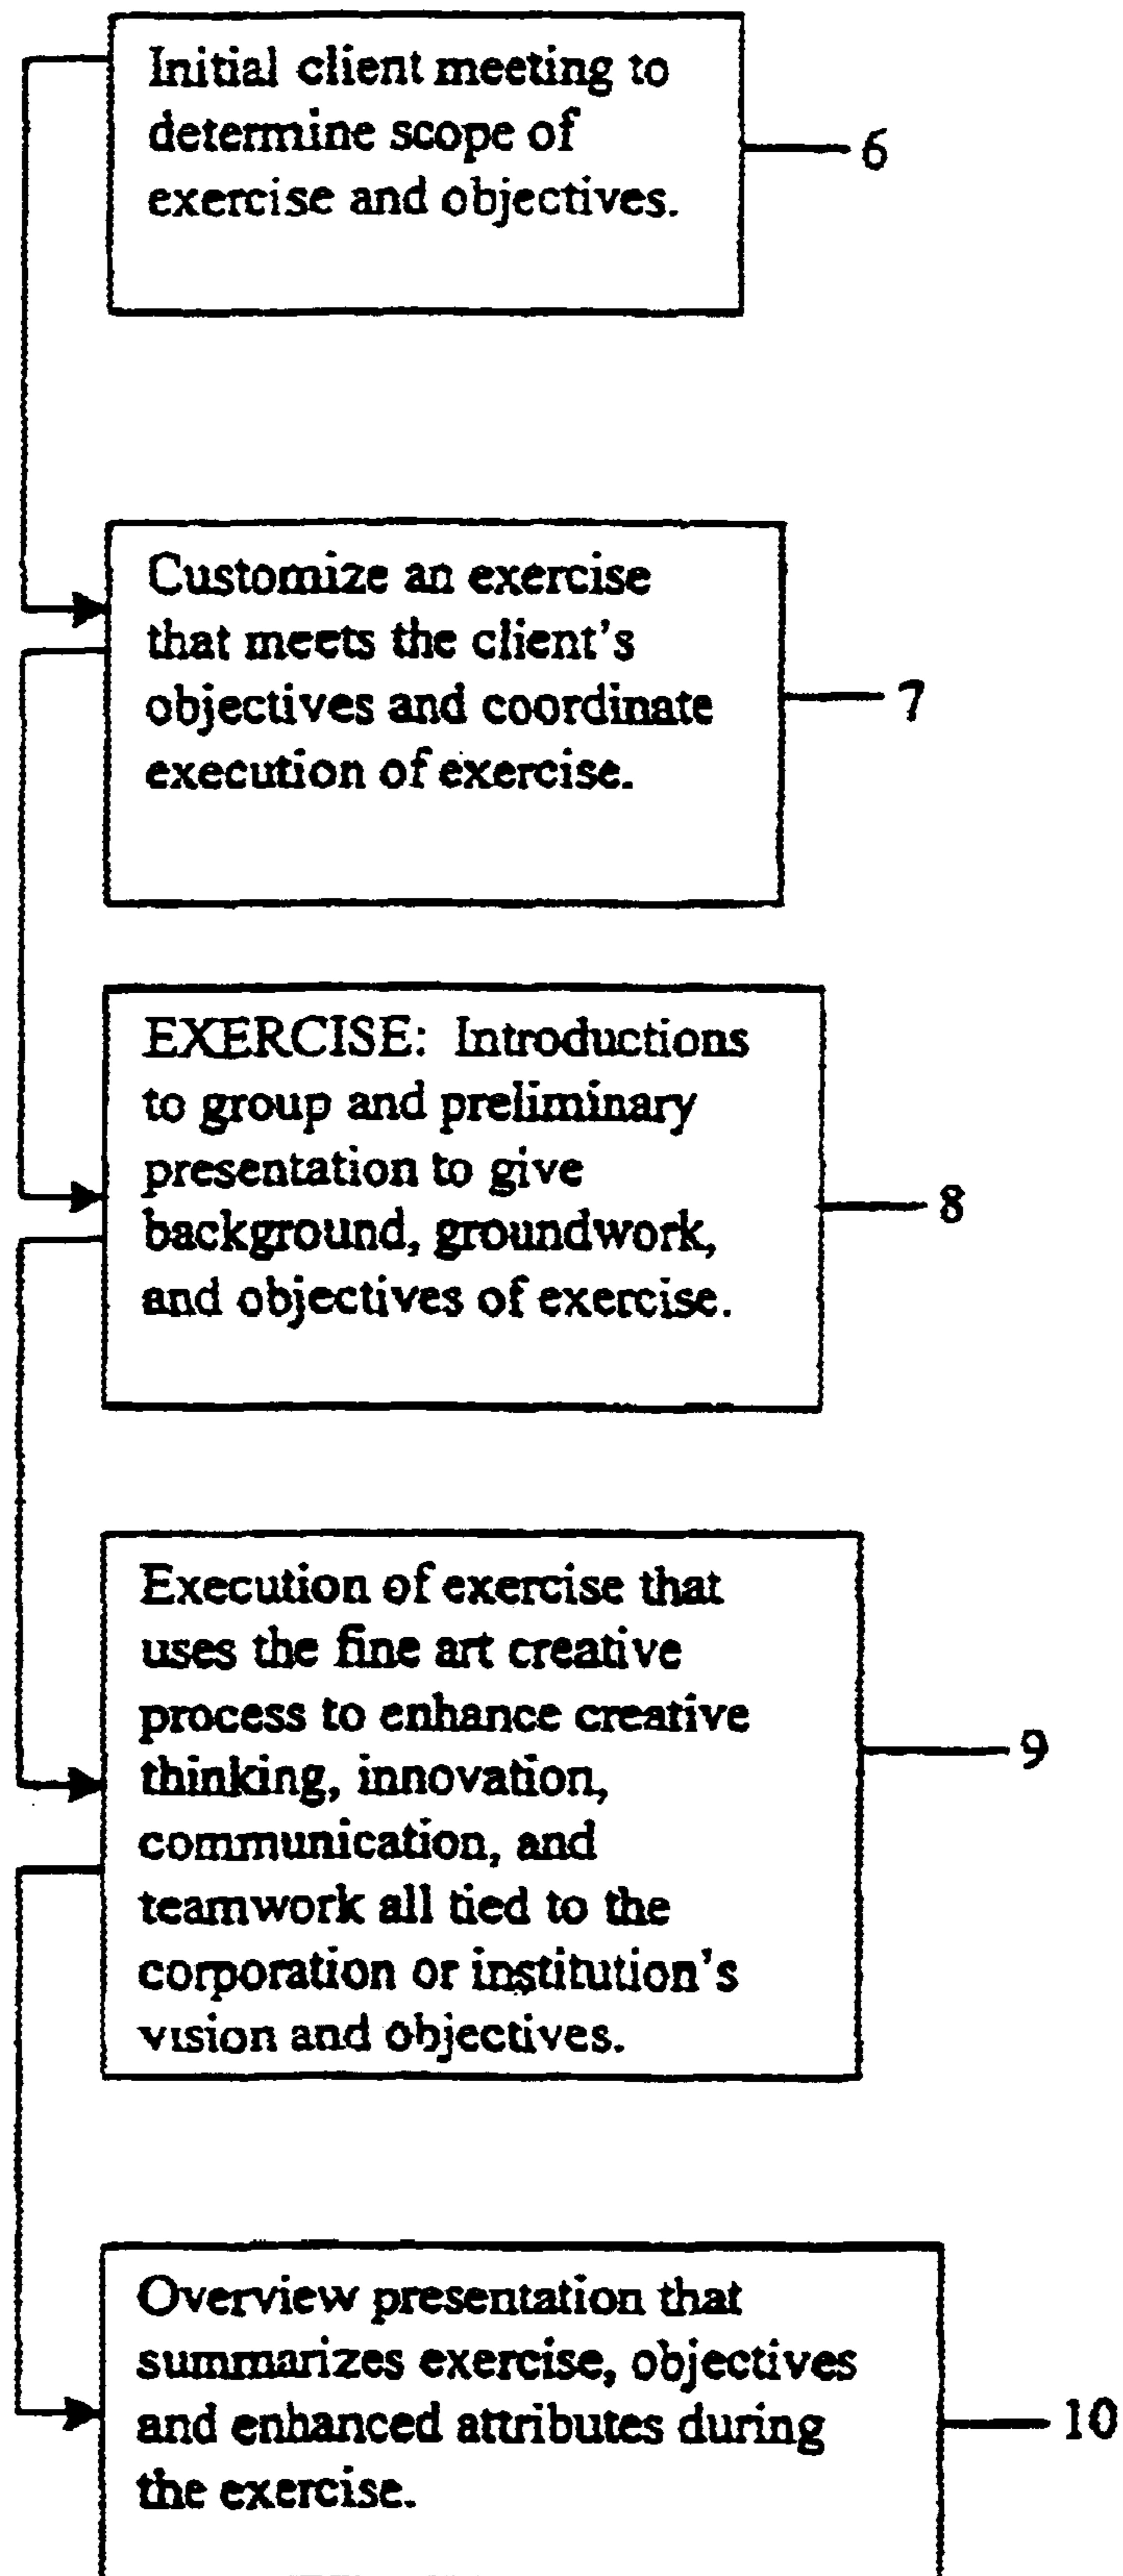 Initial client meeting to
determine scope of
exercise and objectives.
6
Customize an exercise
that meets the client's
objectives and coordinate
execution of exercise.
7
EXERCISE: Introductions
to group and preliminary
presentation to give
background, groundwork,
and objectives of exercise.
8
Execution of exercise that
uses the fine art creative
process to enhance creative
thinking, innovation,
communication, and
teamwork all tied to the
corporation or institution's
vision and objectives.
9
Overview presentation that
summarizes exercise, objectives
and enhanced attributes during
the exercise.
10